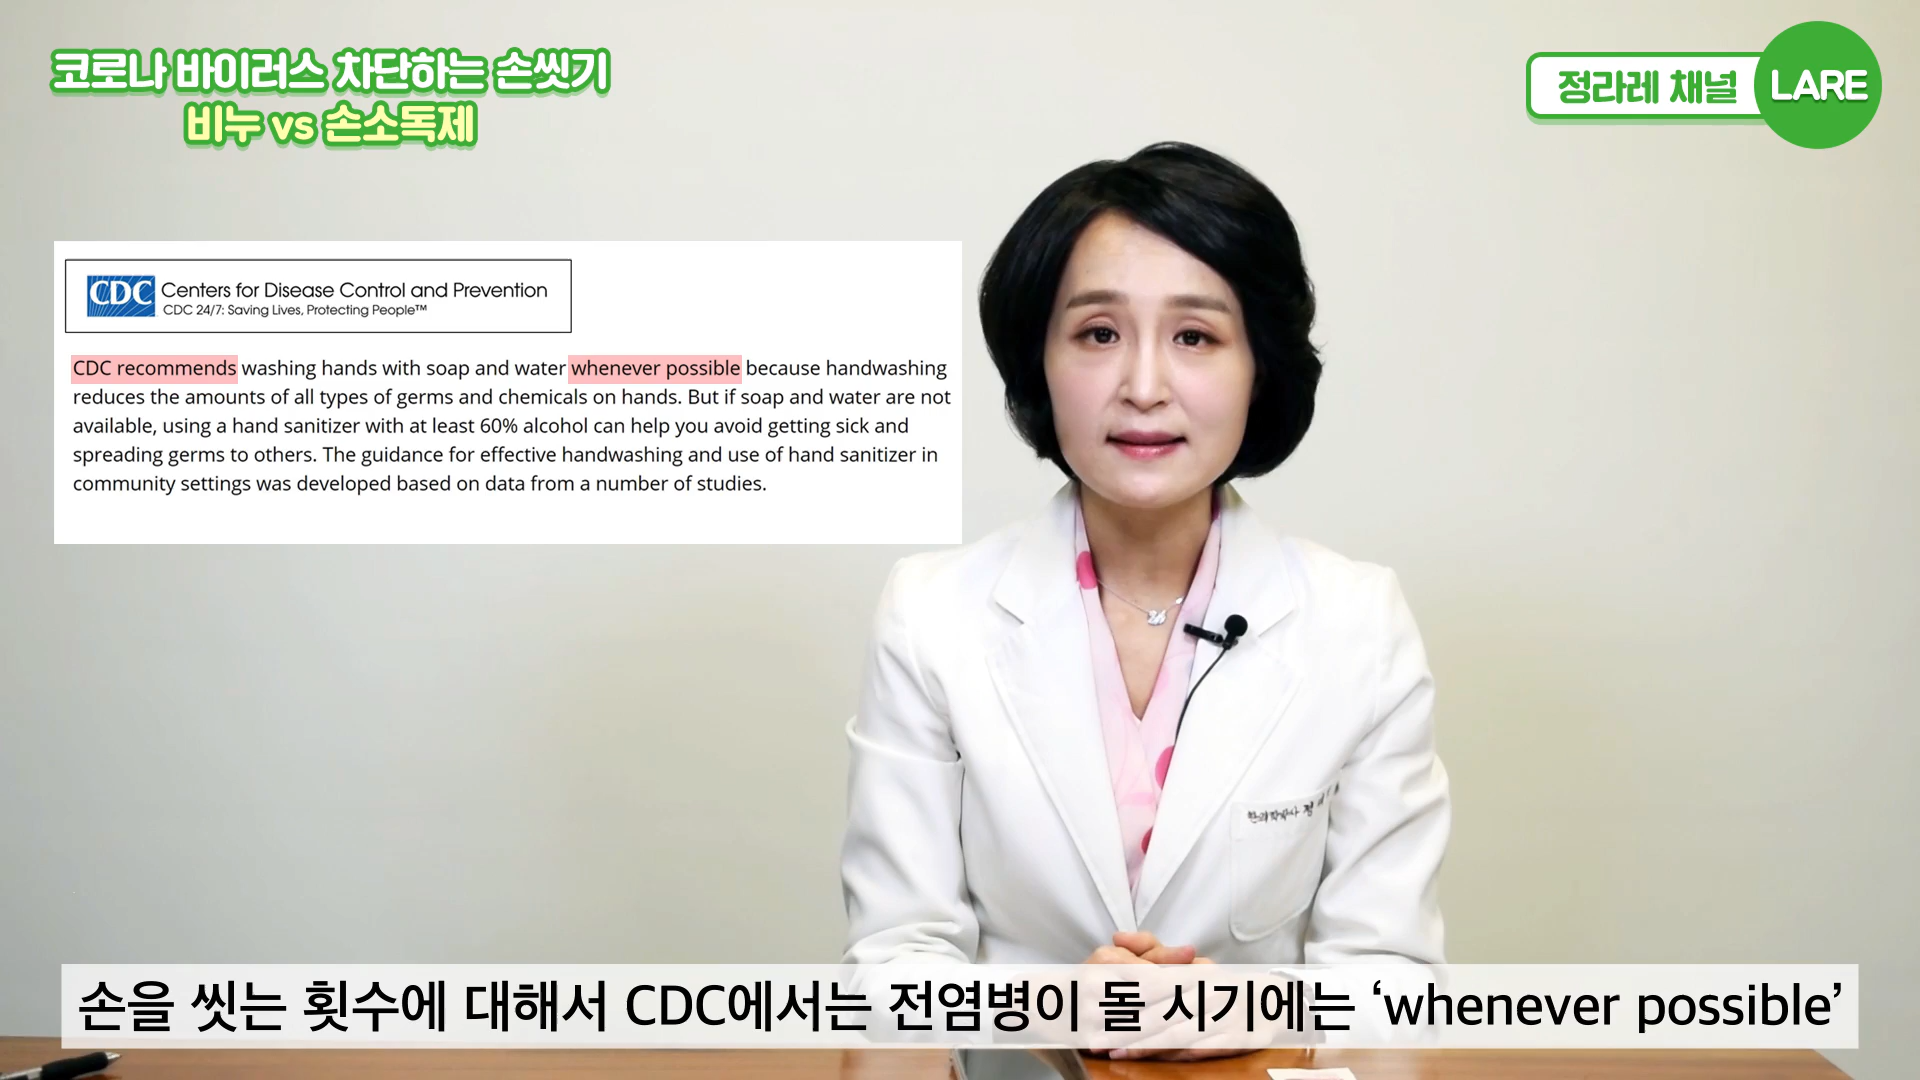 코로나 바이러스 차단하는 손씻기
비누 vs 손소독제
정라레 채널 LARE
CDC Centers for Disease Control and Prevention
CDC 24/7: Saving Lives, Protecting People™
CDC recommends washing hands with soap and water whenever possible because handwashing
reduces the amounts of all types of germs and chemicals on hands. But if soap and water are not
available, using a hand sanitizer with at least 60% alcohol can help you avoid getting sick and
spreading germs to others. The guidance for effective handwashing and use of hand sanitizer in
community settings was developed based on data from a number of studies.
한의학박사 정
손을 씻는 횟수에 대해서 CDC에서는 전염병이 돌 시기에는 ‘whenever possible’